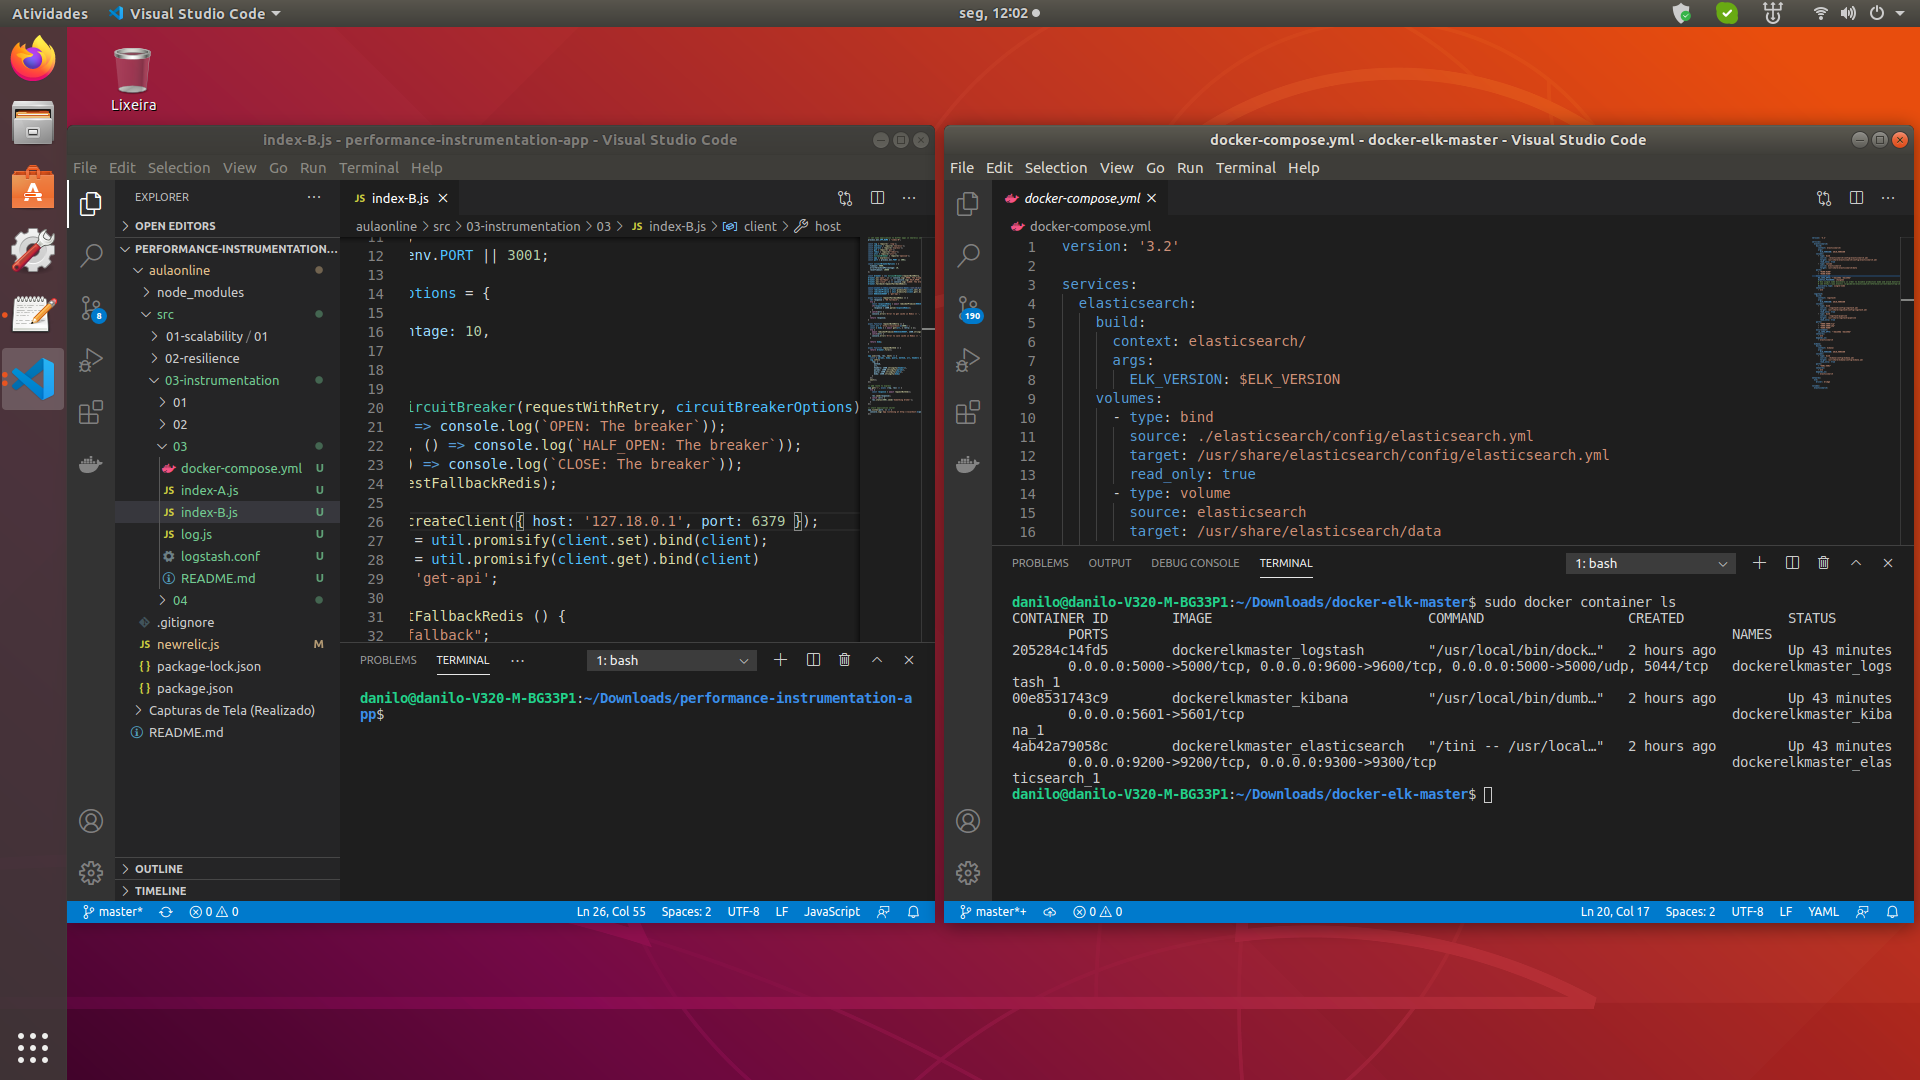 Atividades
Visual Studio Code
seg, 12:02
Lixeira
index-B.js - performance-instrumentation-app - Visual Studio Code
File Edit Selection View Go Run Terminal Help
EXPLORER
OPEN EDITORS
PERFORMANCE-INSTRUMENTATION...
aulaonline
node_modules
src
01-scalability / 01
02-resilience
03-instrumentation
01
02
03
docker-compose.yml U
JS index-A.js U
JS index-B.js U
JS log.js U
logstash.conf U
README.md U
04
.gitignore
JS newrelic.js M
{} package-lock.json
{} package.json
Capturas de Tela (Realizado)
README.md
OUTLINE
TIMELINE
8
JS index-B.js
aulaonline > src > 03-instrumentation > 03 > JS index-B.js > client > host
11 ;
12 env.PORT || 3001;
13
14 otions = {
15
16 ntage: 10,
17
18
19
20 ircuitBreaker(requestWithRetry, circuitBreakerOptions)
21 => console.log(`OPEN: The breaker`));
22 , () => console.log(`HALF_OPEN: The breaker`));
23 ) => console.log(`CLOSE: The breaker`));
24 estFallbackRedis);
25
26 createClient({ host: '127.18.0.1', port: 6379 });
27 = util.promisify(client.set).bind(client);
28 = util.promisify(client.get).bind(client)
29 'get-api';
30
31 tFallbackRedis () {
32 fallback";
PROBLEMS TERMINAL ... 1: bash
danilo@danilo-V320-M-BG33P1:~/Downloads/performance-instrumentation-a
pp$
master* 0 0 Ln 26, Col 55 Spaces: 2 UTF-8 LF JavaScript
docker-compose.yml - docker-elk-master - Visual Studio Code
File Edit Selection View Go Run Terminal Help
190
docker-compose.yml
docker-compose.yml
1 version: '3.2'
2
3 services:
4 elasticsearch:
5 build:
6 context: elasticsearch/
7 args:
8 ELK_VERSION: $ELK_VERSION
9 volumes:
10 - type: bind
11 source: ./elasticsearch/config/elasticsearch.yml
12 target: /usr/share/elasticsearch/config/elasticsearch.yml
13 read_only: true
14 - type: volume
15 source: elasticsearch
16 target: /usr/share/elasticsearch/data
PROBLEMS OUTPUT DEBUG CONSOLE TERMINAL 1: bash
danilo@danilo-V320-M-BG33P1:~/Downloads/docker-elk-master$ sudo docker container ls
CONTAINER ID IMAGE COMMAND CREATED STATUS
PORTS NAMES
205284c14fd5 dockerelkmaster_logstash "/usr/local/bin/dock…" 2 hours ago Up 43 minutes
0.0.0.0:5000->5000/tcp, 0.0.0.0:9600->9600/tcp, 0.0.0.0:5000->5000/udp, 5044/tcp dockerelkmaster_logs
tash_1
00e8531743c9 dockerelkmaster_kibana "/usr/local/bin/dumb…" 2 hours ago Up 43 minutes
0.0.0.0:5601->5601/tcp dockerelkmaster_kiba
na_1
4ab42a79058c dockerelkmaster_elasticsearch "/tini -- /usr/local…" 2 hours ago Up 43 minutes
0.0.0.0:9200->9200/tcp, 0.0.0.0:9300->9300/tcp dockerelkmaster_elas
ticsearch_1
danilo@danilo-V320-M-BG33P1:~/Downloads/docker-elk-master$
master*+ 0 0 Ln 20, Col 17 Spaces: 2 UTF-8 LF YAML